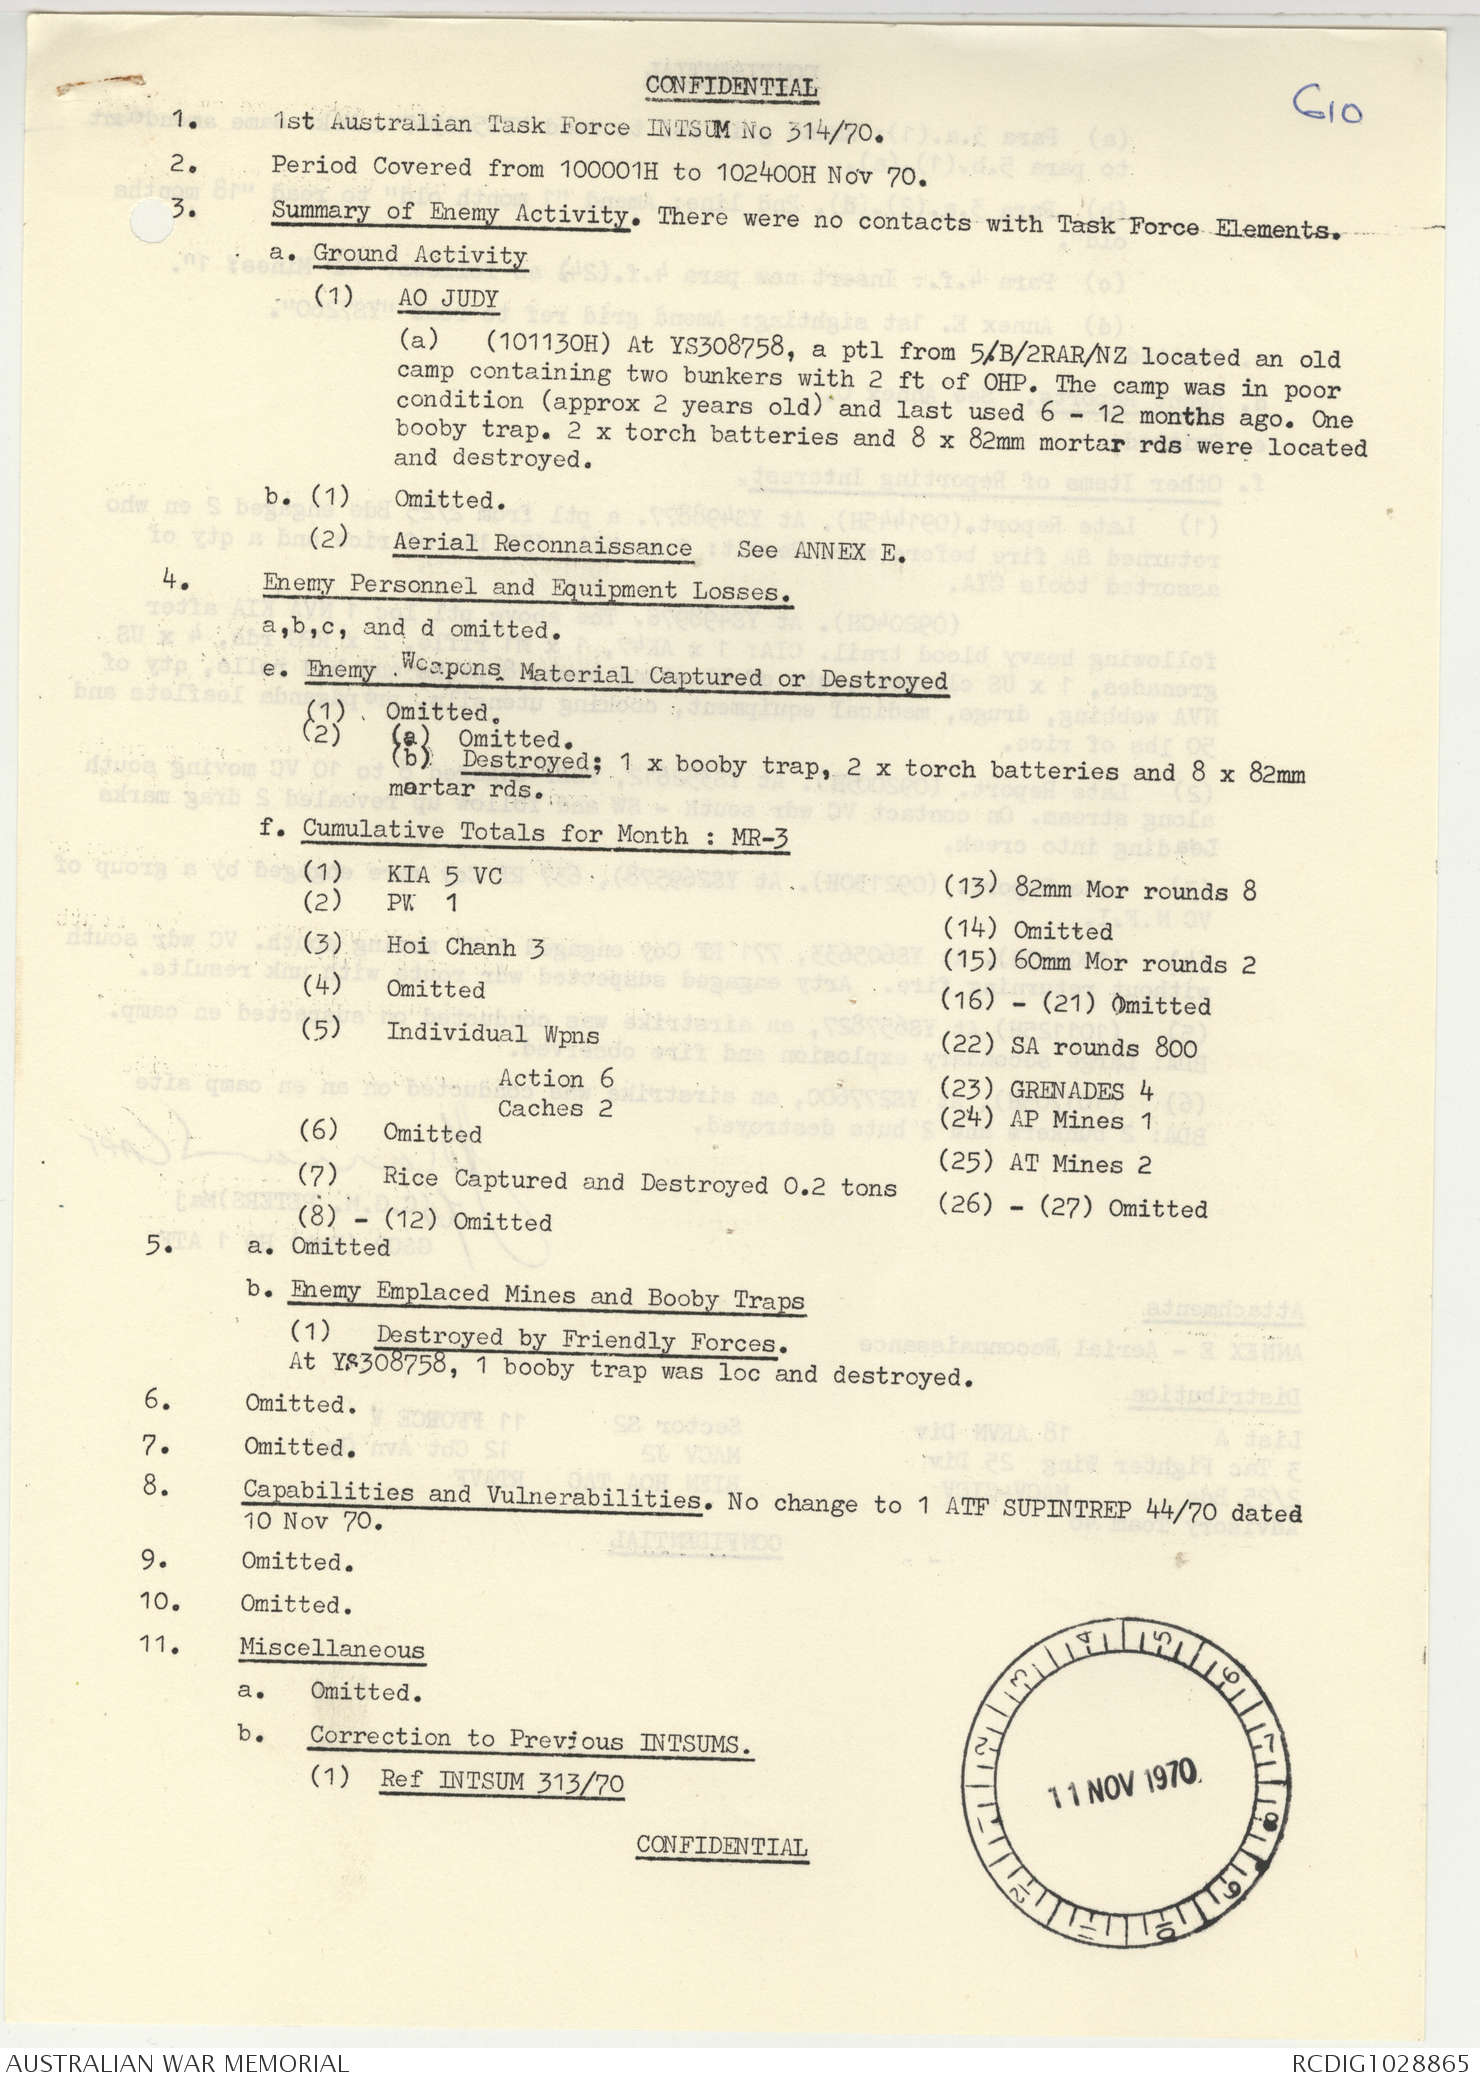 CONFIDENTIAL
G10
1. 1st Australian Task Force INTSUM No 314/70.
2. Period Covered from 100001H to 102400H Nov 70.
3. Summary of Enemy Activity. There were no contacts with Task Force Elements.
a. Ground Activity
(1) AO JUDY
(a) (101130H) At YS308758, a ptl from 5/B/2RAR/NZ located an old
camp containing two bunkers with 2 ft of OHP. The camp was in poor
condition (approx 2 years old) and last used 6 - 12 months ago. One
booby trap. 2 x torch batteries and 8 x 82mm mortar rds were located
and destroyed.
b. (1) Omitted.
(2) Aerial Reconnaissance See ANNEX E.
4. Enemy Personnel and Equipment Losses.
a,b,c, and d omitted.
e. Enemy Weapons Material Captured or Destroyed
(1) Omitted.
(2) (a) Omitted.
(b) Destroyed; 1 x booby trap, 2 x torch batteries and 8 x 82mm
mortar rds.
f. Cumulative Totals for Month : MR-3
(1) KIA 5 VC
(2) PW 1
(3) Hoi Chanh 3
(4) Omitted
(5) Individual Wpns
Action 6
Caches 2
(6) Omitted
(7) Rice Captured and Destroyed 0.2 tons
(8) - (12) Omitted
(13) 82mm Mor rounds 8
(14) Omitted
(15) 60mm Mor rounds 2
(16) - (21) Omitted
(22) SA rounds 800
(23) GRENADES 4
(24) AP Mines 1
(25) AT Mines 2
(26) - (27) Omitted
5. a. Omitted
b. Enemy Emplaced Mines and Booby Traps
(1) Destroyed by Friendly Forces.
At YS308758, 1 booby trap was loc and destroyed.
6. Omitted.
7. Omitted.
8. Capabilities and Vulnerabilities. No change to 1 ATF SUPINTREP 44/70 dated
10 Nov 70.
9. Omitted.
10. Omitted.
11. Miscellaneous
a. Omitted.
b. Correction to Previous INTSUMS.
(1) Ref INTSUM 313/70
CONFIDENTIAL
1 2 3 4 5 6 7 8 9 10 11 12
11 NOV 1970
AUSTRALIAN WAR MEMORIAL
RCDIG1028865